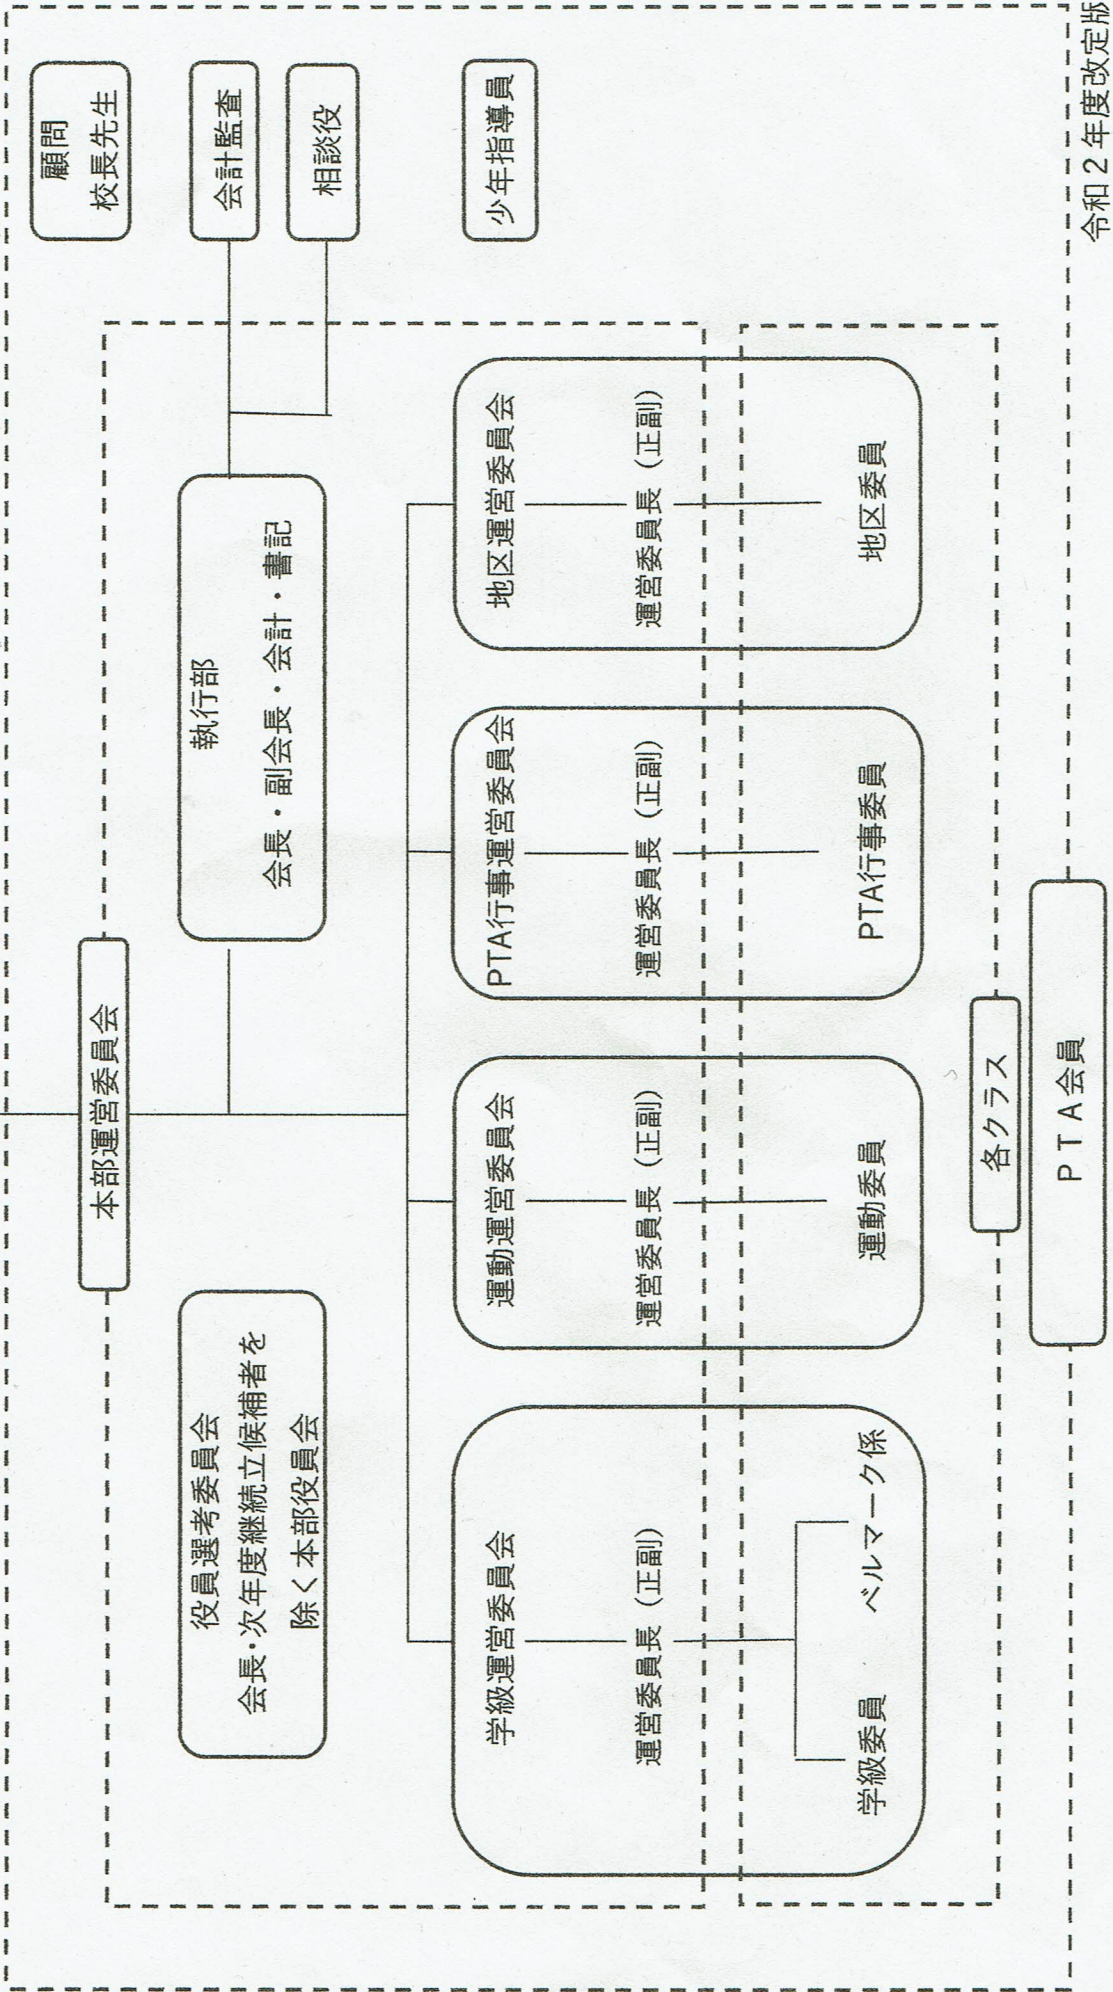 本部運営委員会
顧問
校長先生
役員選考委員会
会長・次年度継続立候補者を
除く本部役員会
執行部
会長・副会長・会計・書記
会計監査
相談役
少年指導員
学級運営委員会
運営委員長（正副）
学級委員
ベルマーク係
運動運営委員会
運営委員長（正副）
運動委員
PTA行事運営委員会
運営委員長（正副）
PTA行事委員
地区運営委員会
運営委員長（正副）
地区委員
各クラス
ＰＴＡ会員
令和２年度改定版